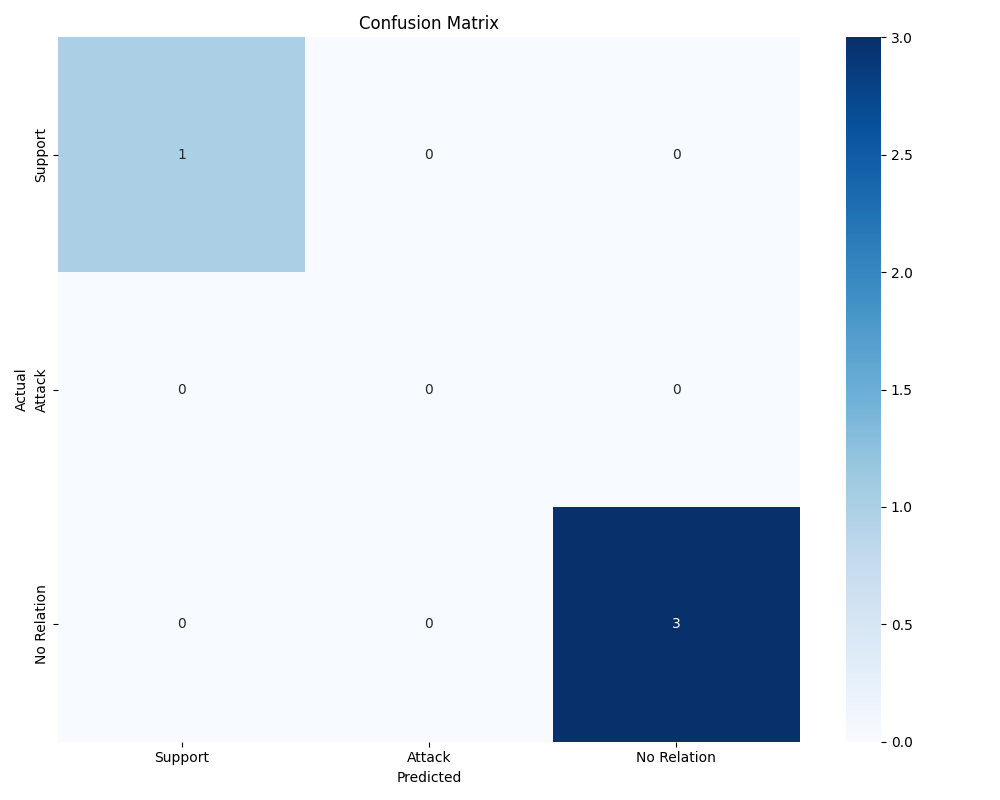 Confusion Matrix
Actual
Support
1
0
0
Attack
0
0
0
No Relation
0
0
3
Support
Attack
No Relation
Predicted
3.0
2.5
2.0
1.5
1.0
0.5
0.0